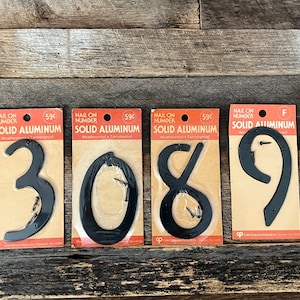 NAIL ON
NUMBER
59¢
SOLID ALUMINUM
3
NAIL ON
NUMBER
59¢
SOLID ALUMINUM
0
NAIL ON
NUMBER
59¢
SOLID ALUMINUM
8
NAIL ON
NUMBER
F
SOLID ALUMINUM
9